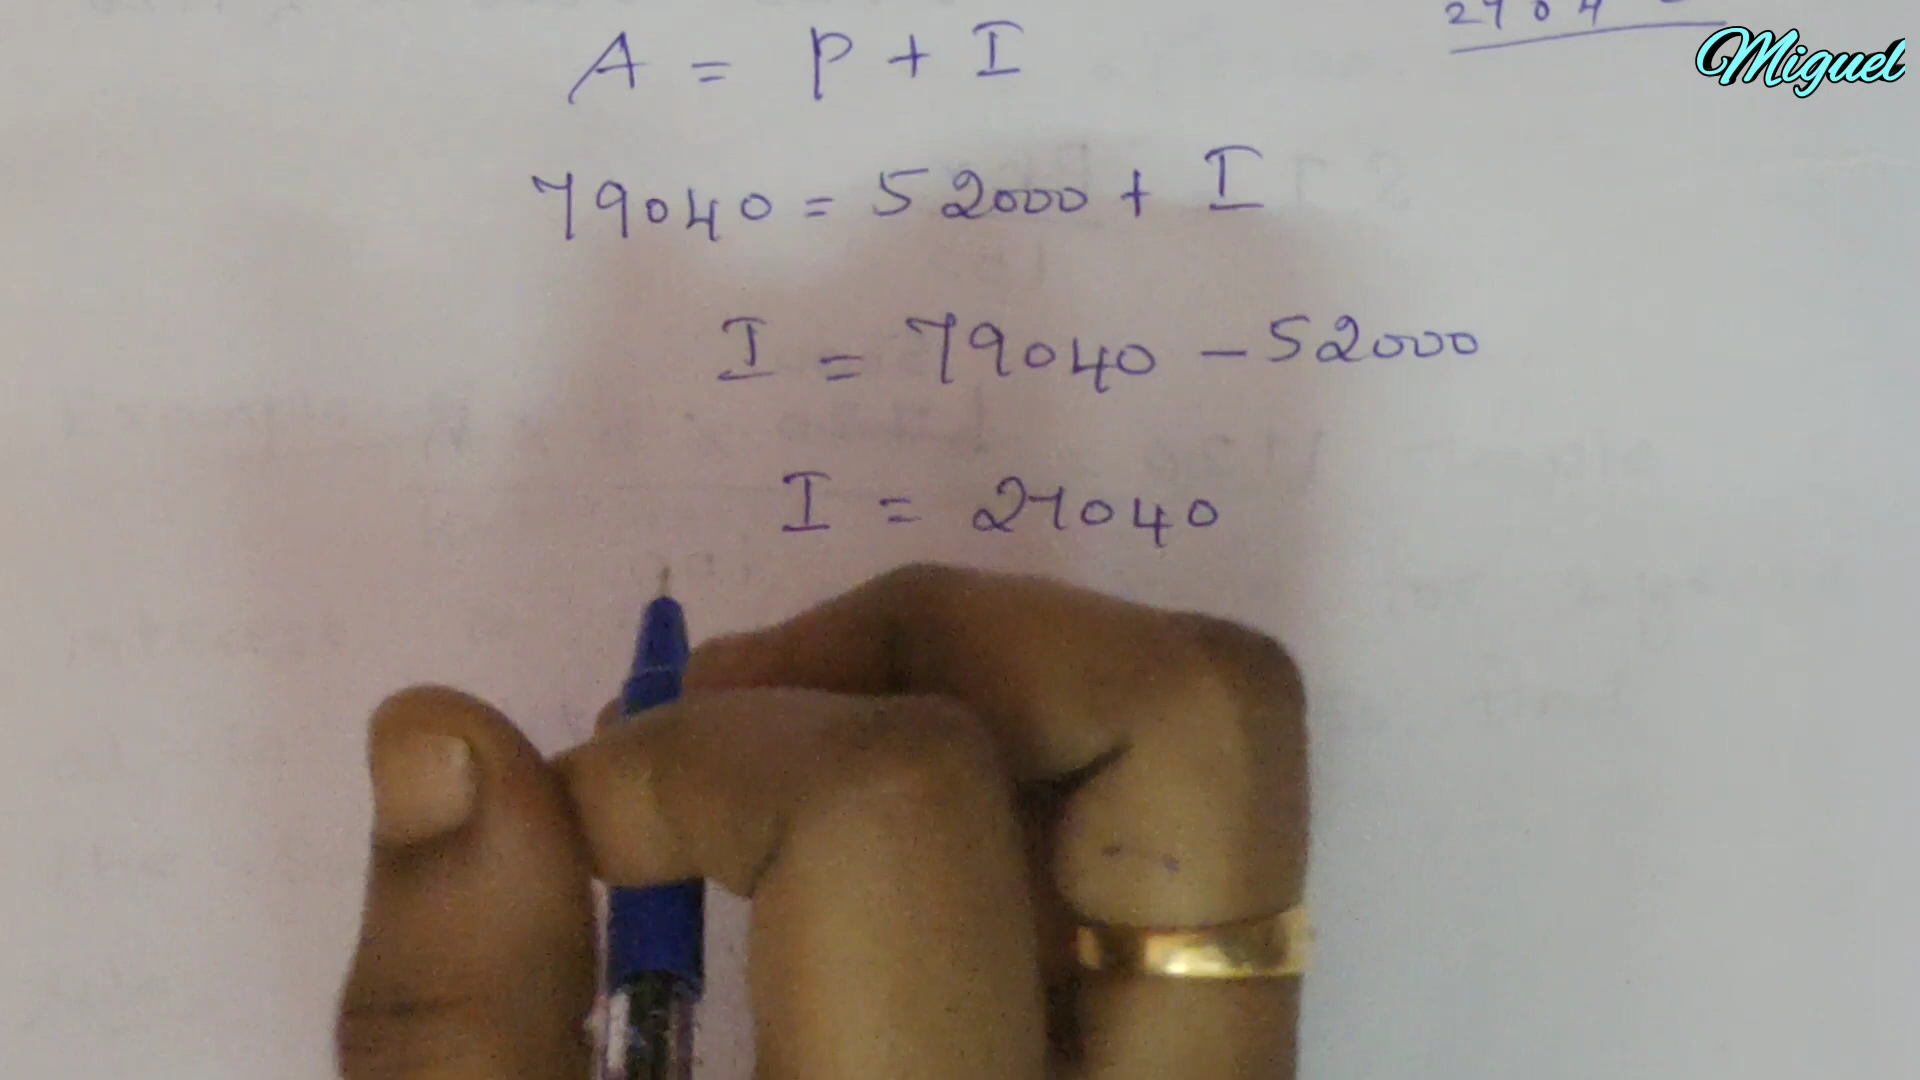 A = P + I
79040 = 52000 + I
I = 79040 - 52000
I = 27040
Miguel